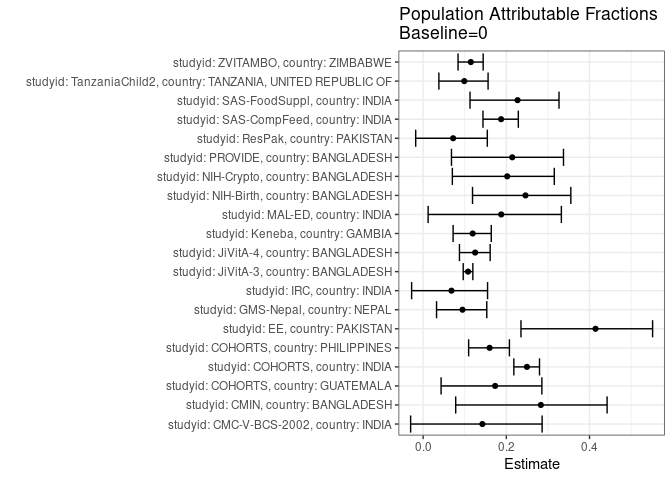 Population Attributable Fractions
Baseline=0
studyid: ZVITAMBO, country: ZIMBABWE
studyid: TanzaniaChild2, country: TANZANIA, UNITED REPUBLIC OF
studyid: SAS-FoodSuppl, country: INDIA
studyid: SAS-CompFeed, country: INDIA
studyid: ResPak, country: PAKISTAN
studyid: PROVIDE, country: BANGLADESH
studyid: NIH-Crypto, country: BANGLADESH
studyid: NIH-Birth, country: BANGLADESH
studyid: MAL-ED, country: INDIA
studyid: Keneba, country: GAMBIA
studyid: JiVitA-4, country: BANGLADESH
studyid: JiVitA-3, country: BANGLADESH
studyid: IRC, country: INDIA
studyid: GMS-Nepal, country: NEPAL
studyid: EE, country: PAKISTAN
studyid: COHORTS, country: PHILIPPINES
studyid: COHORTS, country: INDIA
studyid: COHORTS, country: GUATEMALA
studyid: CMIN, country: BANGLADESH
studyid: CMC-V-BCS-2002, country: INDIA
0.0 0.2 0.4
Estimate